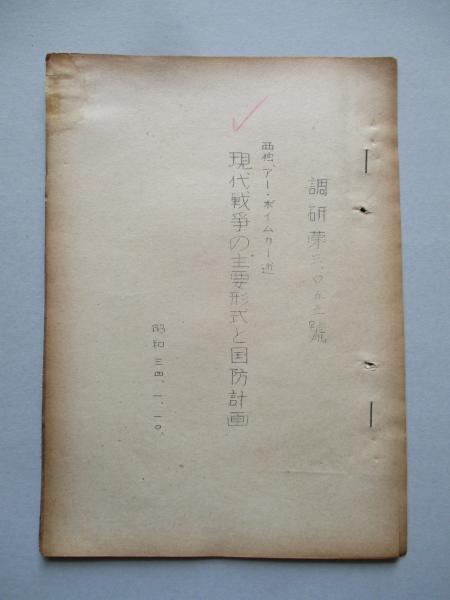 調研第三〇五二號
西独、アー・ボイムカー述
現代戦爭の主要形式と国防計画
昭和三四、一、一〇、